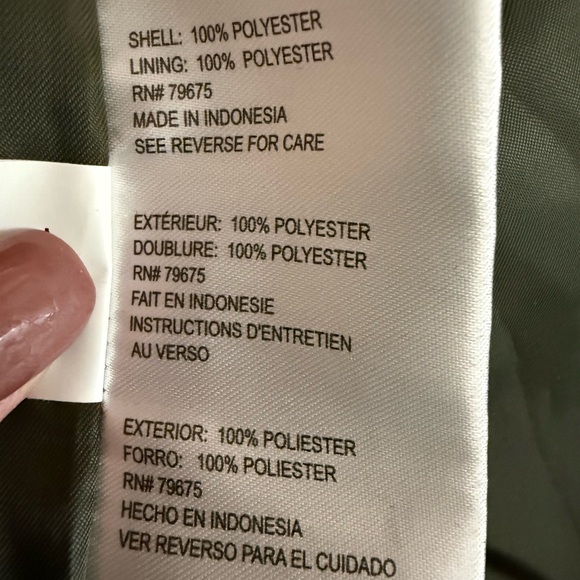 SHELL: 100% POLYESTER
LINING: 100% POLYESTER
RN# 79675
MADE IN INDONESIA
SEE REVERSE FOR CARE
EXTÉRIEUR: 100% POLYESTER
DOUBLURE: 100% POLYESTER
RN# 79675
FAIT EN INDONESIE
INSTRUCTIONS D'ENTRETIEN
AU VERSO
EXTERIOR: 100% POLIESTER
FORRO: 100% POLIESTER
RN# 79675
HECHO EN INDONESIA
VER REVERSO PARA EL CUIDADO